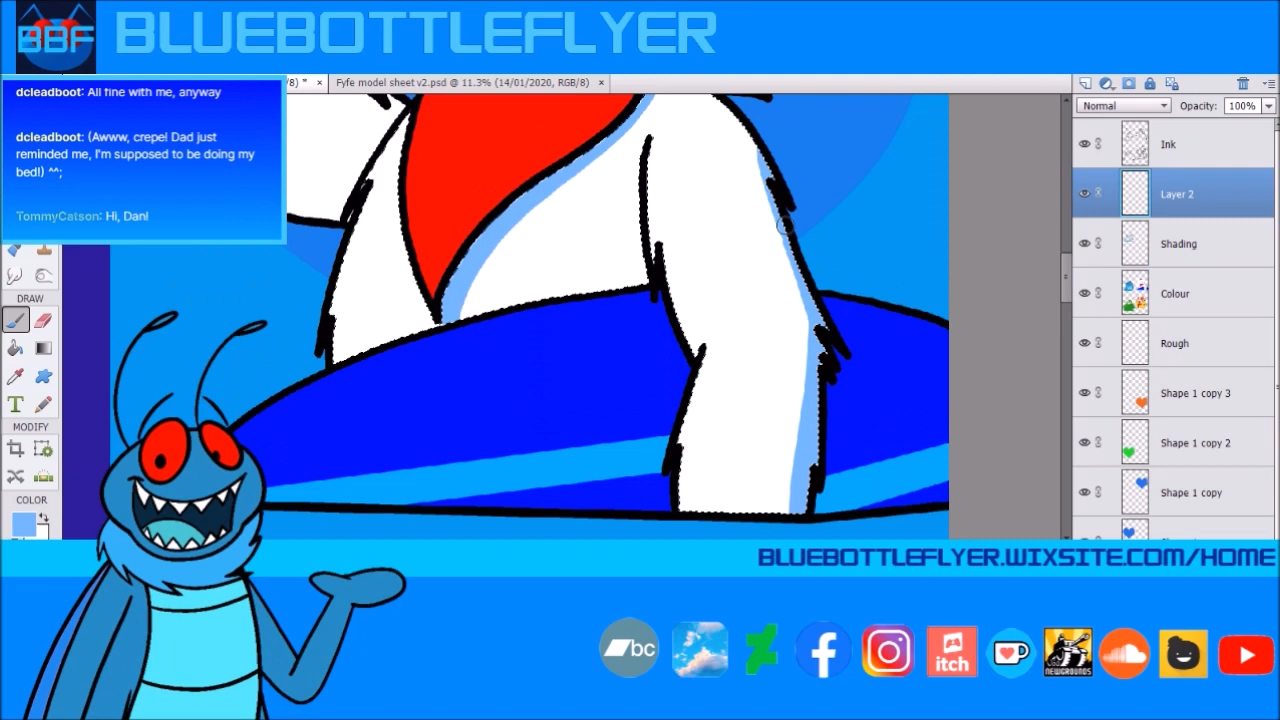 BBF
BLUEBOTTLEFLYER
/8) * ×
Fyfe model sheet v2.psd @ 11.3% (14/01/2020, RGB/8) ×
dcleadboot: All fine with me, anyway
dcleadboot: (Awww, crepe! Dad just
reminded me, I'm supposed to be doing my
bed!) ^^;
TommyCatson: Hi, Dan!
DRAW
T
MODIFY
COLOR
Normal
Opacity: 100%
Ink
Layer 2
Shading
Colour
Rough
Shape 1 copy 3
Shape 1 copy 2
Shape 1 copy
BLUEBOTTLEFLYER.WIXSITE.COM/HOME
bc
itch
NEWGROUNDS